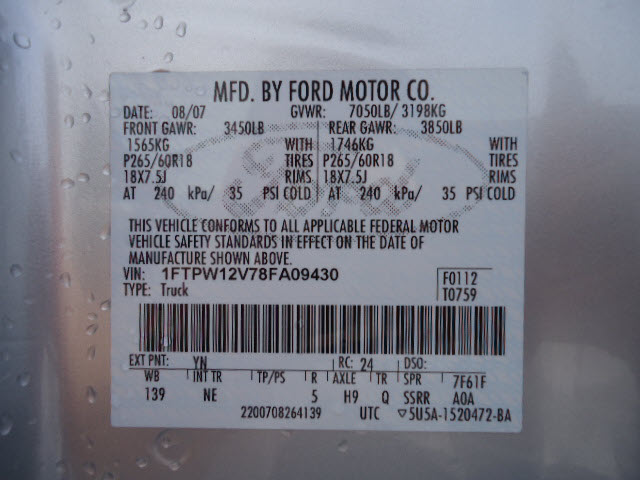 MFD. BY FORD MOTOR CO.
DATE: 08/07 GVWR: 7050LB/ 3198KG
FRONT GAWR: 3450LB REAR GAWR: 3850LB
1565KG WITH 1746KG WITH
P265/60R18 TIRES P265/60R18 TIRES
18X7.5J RIMS 18X7.5J RIMS
AT 240 kPa/ 35 PSI COLD AT 240 kPa/ 35 PSI COLD
THIS VEHICLE CONFORMS TO ALL APPLICABLE FEDERAL MOTOR
VEHICLE SAFETY STANDARDS IN EFFECT ON THE DATE OF
MANUFACTURE SHOWN ABOVE.
VIN: 1FTPW12V78FA09430 F0112
TYPE: Truck T0759
EXT PNT: YN RC: 24 DSO:
WB INT TR TP/PS R AXLE TR SPR 7F61F
139 NE 5 H9 Q SSRR A0A
2200708264139 UTC ▽5U5A-1520472-BA